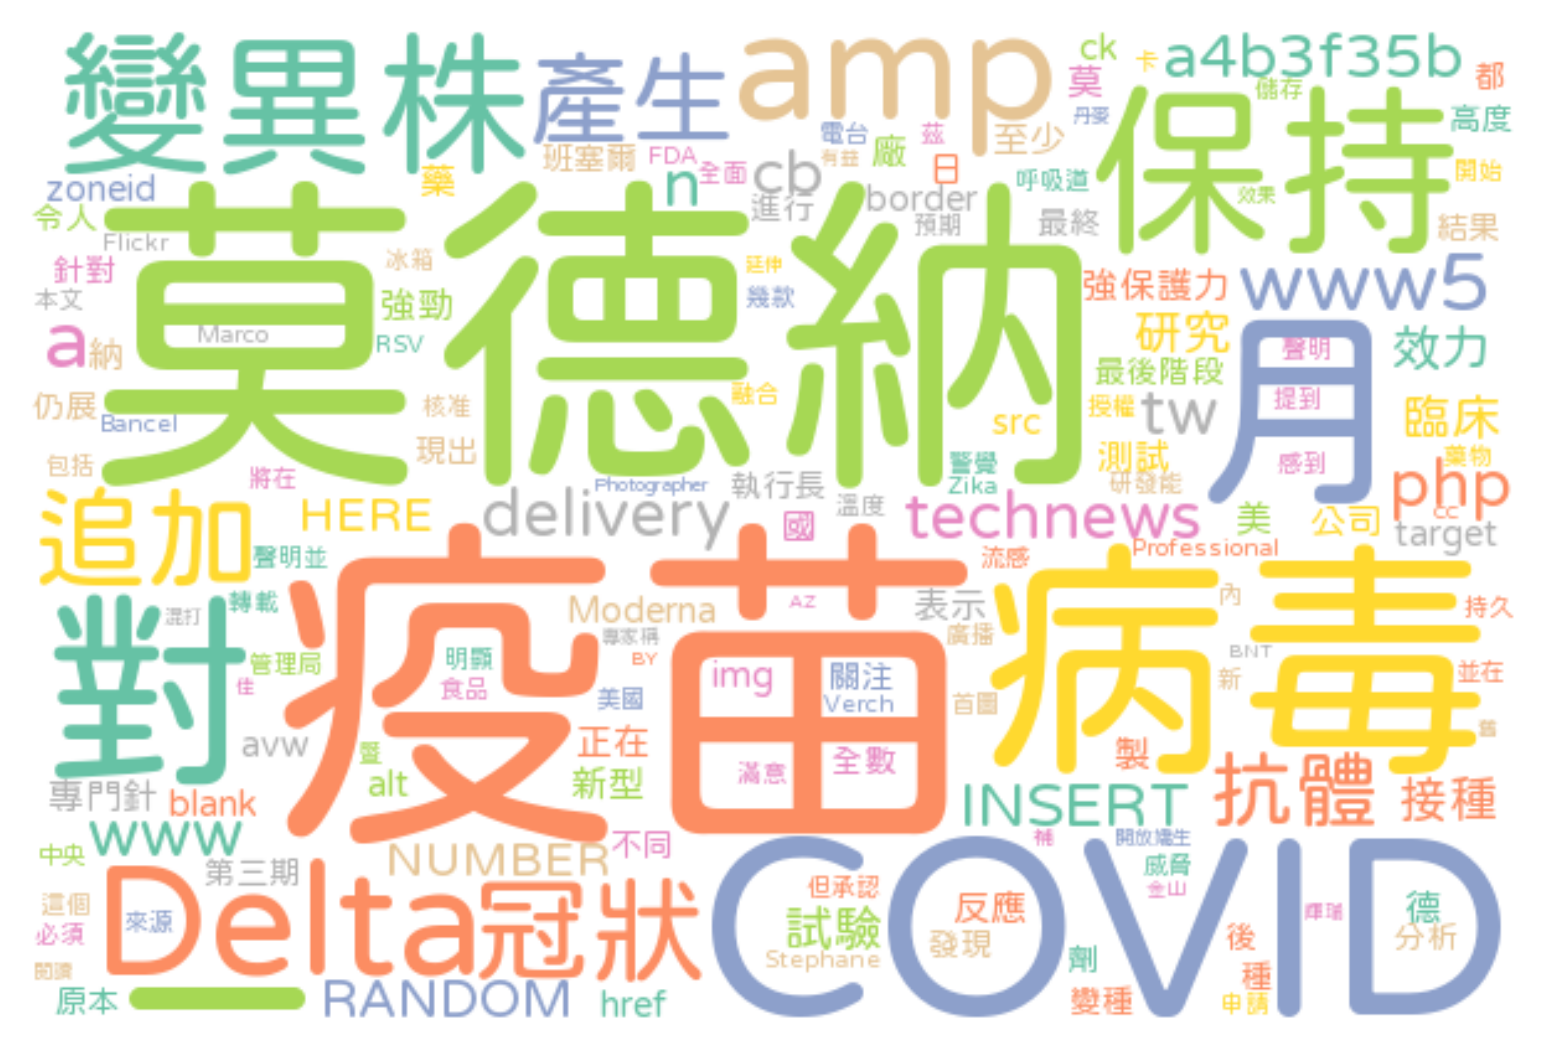 變異株
產生
amp
ck
卡
a4b3f35b
都
莫
儲存
丹麥
保持
高度
班塞爾
FDA
電台
茲
至少
廠
有益
日
全面
cb
n
藥
zoneid
呼吸道
開始
效果
進行
border
令人
Flickr
莫德納
預期
最終
結果
針對
冰箱
延伸
本文
強勁
幾款
強保護力
www5
a
納
Marco
RSV
研究
月
聲明
效力
最後階段
仍展
核准
融合
src
授權
tw
提到
臨床
Bancel
現出
包括
將在
Photographer
執行長
警覺
Zika
測試
研發能
感到
藥物
php
cc
追加
HERE
delivery
國
溫度
technews
美
公司
target
聲明並
流感
Professional
對
混打
轉載
疫苗
AZ
Moderna
表示
病毒
內
持久
專家稱
廣播
BY
BNT
管理局
佳
明顯
食品
美國
img
關注
Verch
首圖
新
並在
舊
avw
暨
正在
滿意
全數
製
alt
新型
專門針
blank
INSERT
抗體
接種
www
不同
補
開放嬌生
中央
第三期
NUMBER
威脅
金山
Delta
冠狀
COVID
但承認
這個
來源
必須
試驗
反應
發現
輝瑞
德
分析
後
Stephane
閱讀
劑
種
原本
一
RANDOM
href
變種
申請